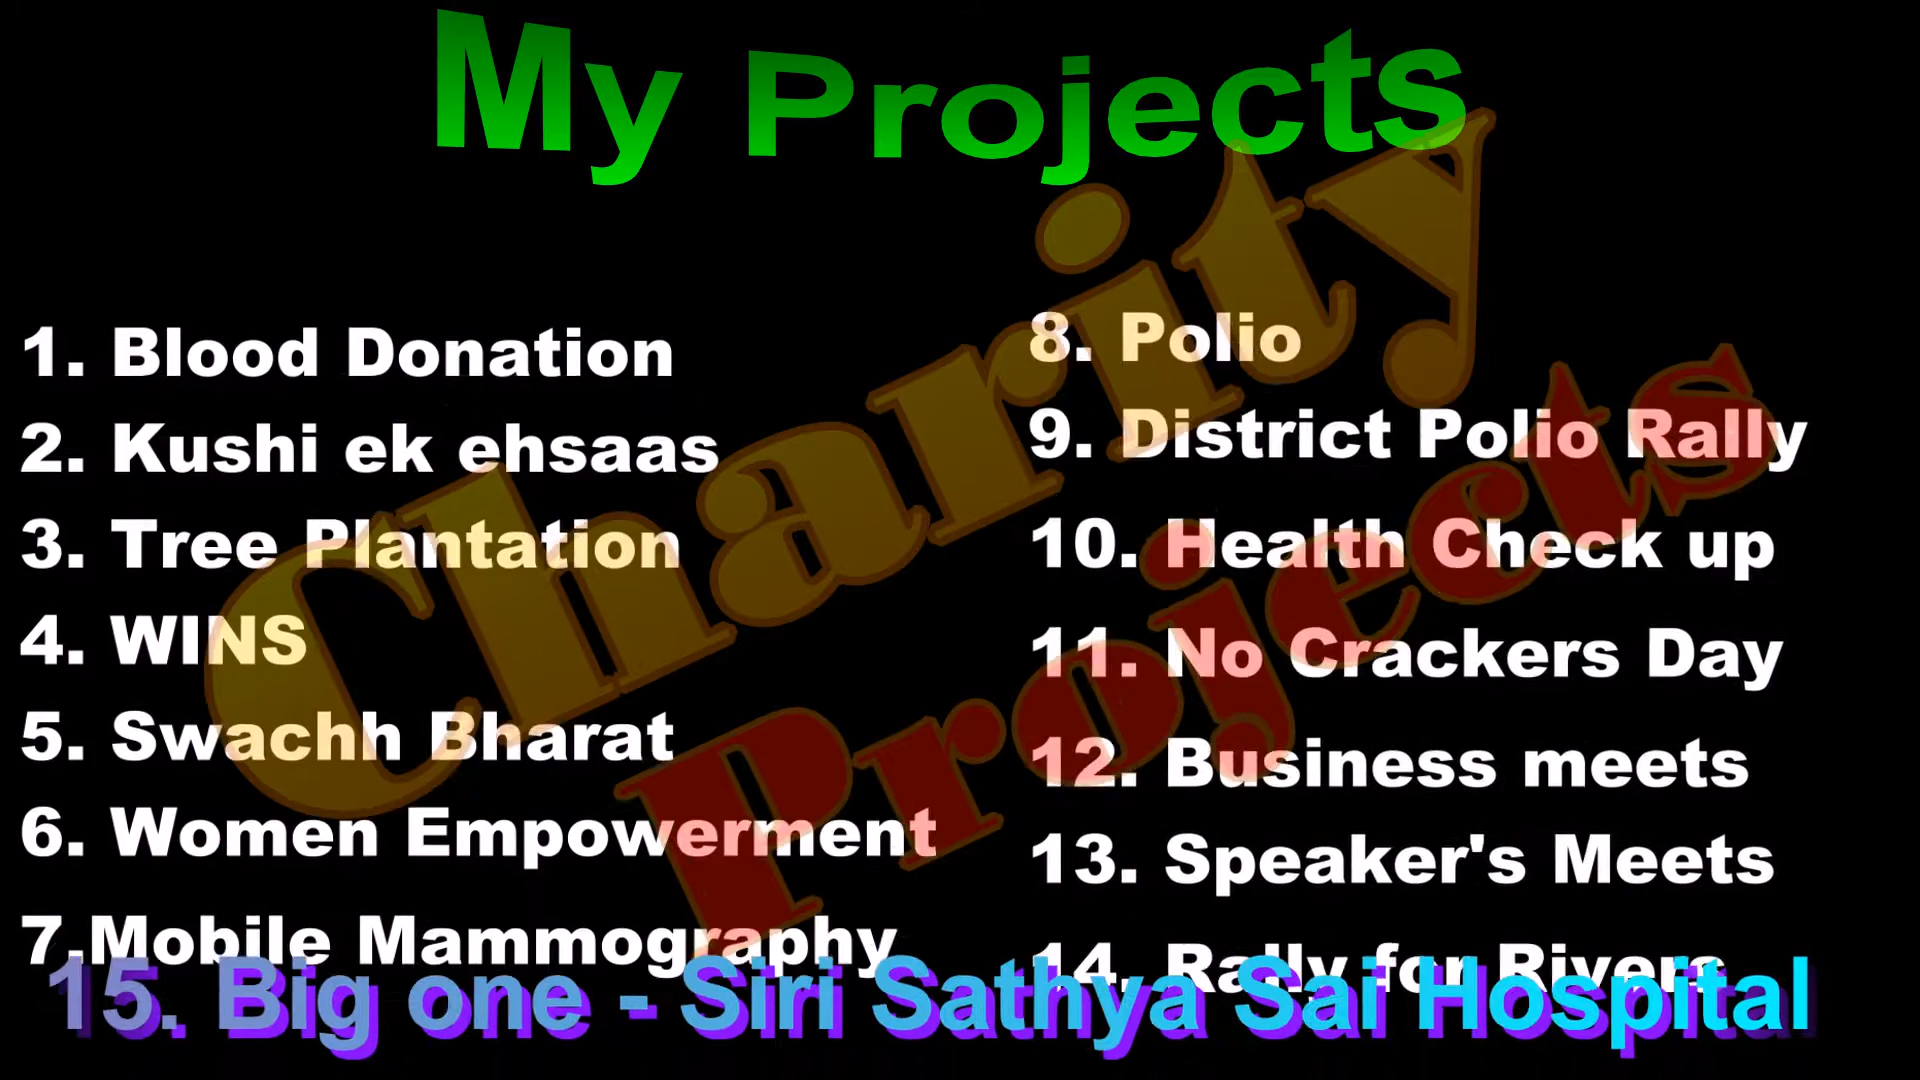 My Projects
Charity
Projects
1. Blood Donation
2. Kushi ek ehsaas
3. Tree Plantation
4. WINS
5. Swachh Bharat
6. Women Empowerment
7.Mobile Mammography
8. Polio
9. District Polio Rally
10. Health Check up
11. No Crackers Day
12. Business meets
13. Speaker's Meets
14. Rally for Rivers
15. Big one - Siri Sathya Sai Hospital